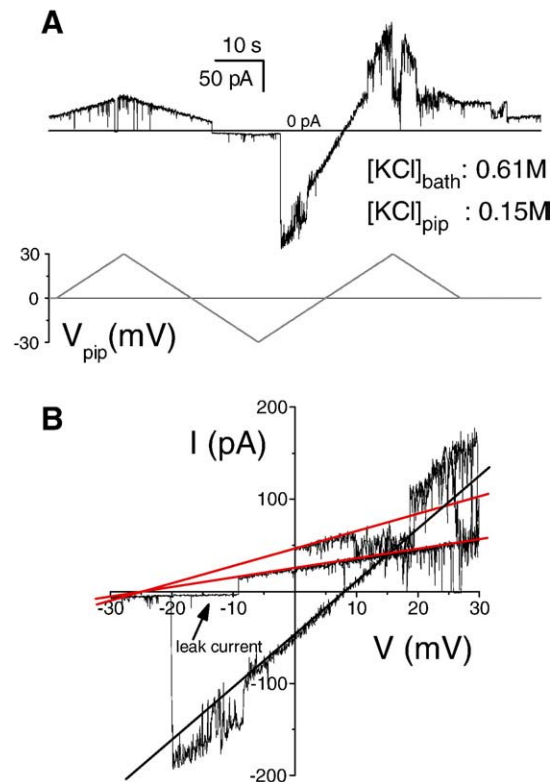 A
10 s
50 pA
0 pA
[KCl]bath: 0.61M
[KCl]pip : 0.15M
30
0
-30
Vpip(mV)
B
200
I (pA)
100
-30 -20 -10 10 20 30
leak current
V (mV)
-100
-200